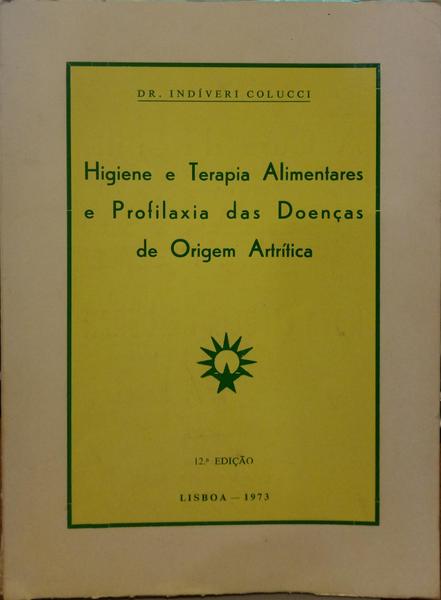 DR. INDÍVERI COLUCCI
Higiene e Terapia Alimentares
e Profilaxia das Doenças
de Origem Artrítica
12.ª EDIÇÃO
LISBOA — 1973